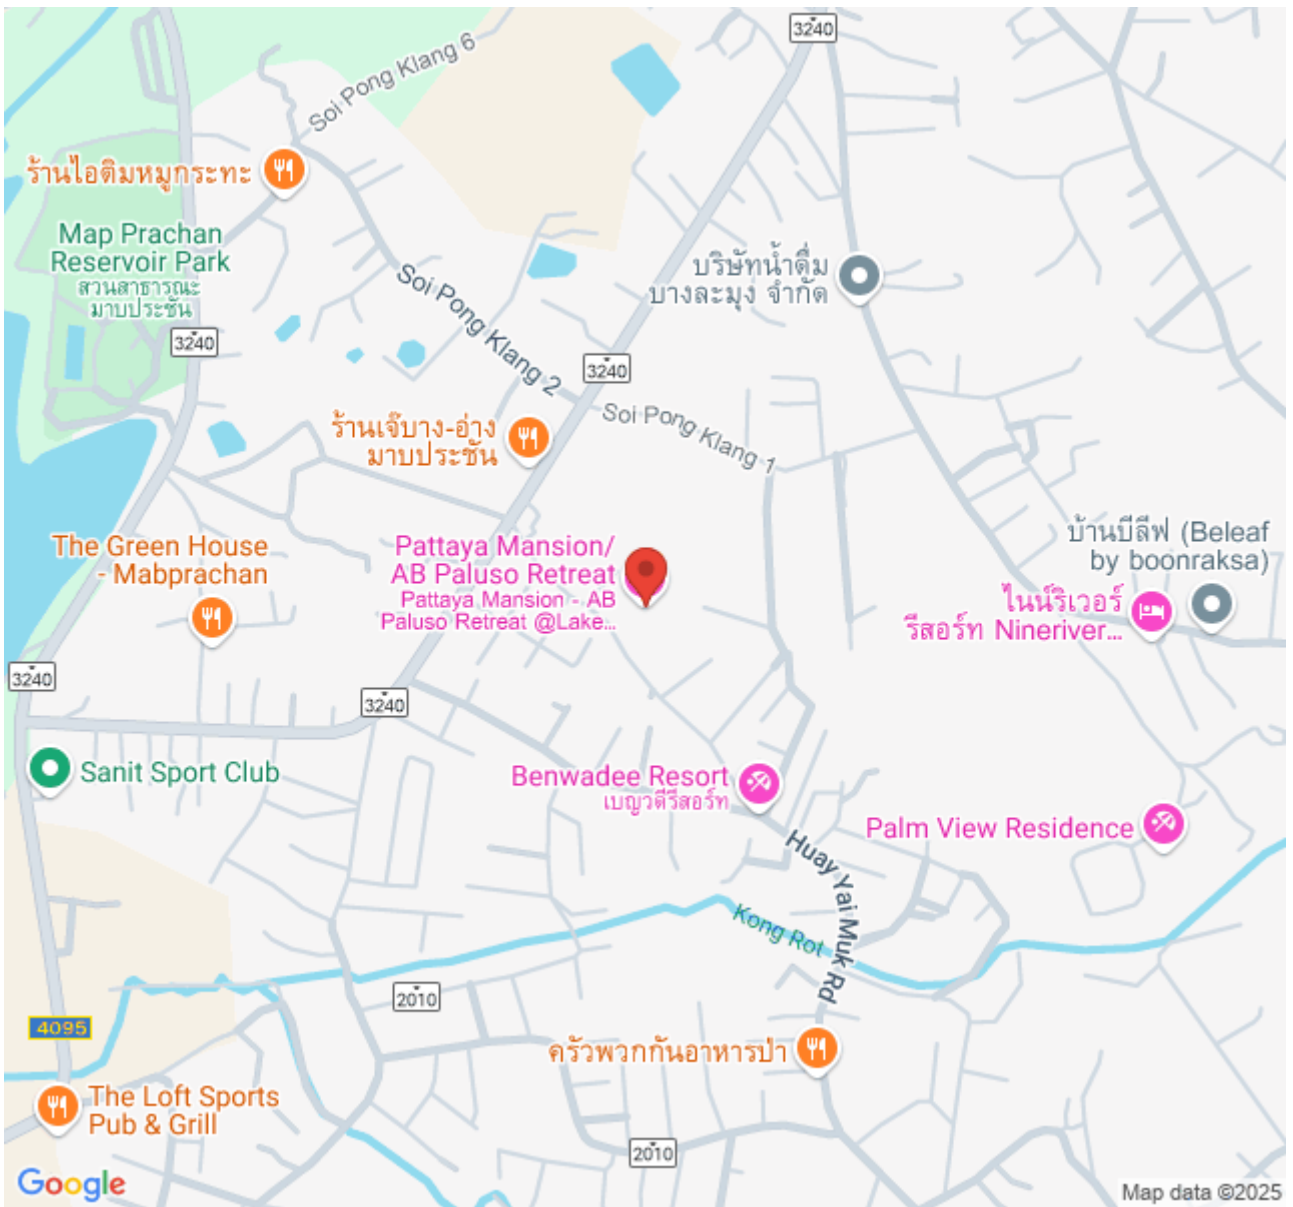 3240
Soi Pong Klang 6
ร้านไอติมหมูกระทะ
Map Prachan
Reservoir Park
สวนสาธารณะ
มาบประชัน
3240
Soi Pong Klang 2
บริษัทน้ำดื่ม
บางละมุง จำกัด
3240
Soi Pong Klang 1
ร้านเจ๊บาง-อ่าง
มาบประชัน
The Green House
- Mabprachan
Pattaya Mansion/
AB Paluso Retreat
Pattaya Mansion - AB
Paluso Retreat @Lake...
บ้านบีลีฟ (Beleaf
by boonraksa)
ไนน์ริเวอร์
รีสอร์ท Nineriver...
3240
3240
Sanit Sport Club
Benwadee Resort
เบญวดีรีสอร์ท
Palm View Residence
Huay Yai Muk Rd
Kong Rot
2010
4095
ครัวพวกกันอาหารป่า
The Loft Sports
Pub & Grill
2010
Google
Map data ©2025